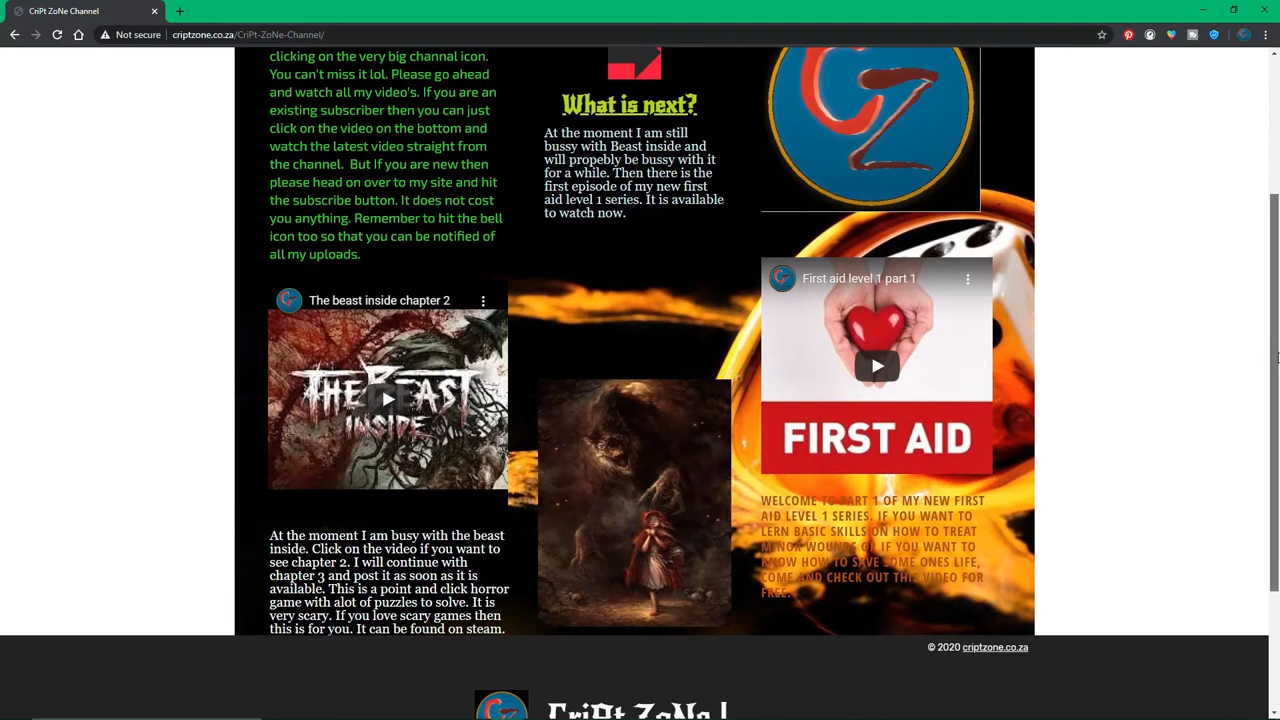 CriPt ZoNe Channel
Not secure
criptzone.co.za/CriPt-ZoNe-Channel/
clicking on the very big channal icon.
You can't miss it lol. Please go ahead
and watch all my video's. If you are an
existing subscriber then you can just
click on the video on the bottom and
watch the latest video straight from
the channel. But If you are new then
please head on over to my site and hit
the subscribe button. It does not cost
you anything. Remember to hit the bell
icon too so that you can be notified of
all my uploads.
What is next?
At the moment I am still
bussy with Beast inside and
will propebly be bussy with it
for a while. Then there is the
first episode of my new first
aid level 1 series. It is available
to watch now.
CZ
The beast inside chapter 2
THE BEAST
INSIDE
First aid level 1 part 1
FIRST AID
WELCOME TO PART 1 OF MY NEW FIRST
AID LEVEL 1 SERIES. IF YOU WANT TO
LERN BASIC SKILLS ON HOW TO TREAT
MINOR WOUNDS OR IF YOU WANT TO
KNOW HOW TO SAVE SOME ONES LIFE,
COME AND CHECK OUT THIS VIDEO FOR
FREE.
At the moment I am busy with the beast
inside. Click on the video if you want to
see chapter 2. I will continue with
chapter 3 and post it as soon as it is
available. This is a point and click horror
game with alot of puzzles to solve. It is
very scary. If you love scary games then
this is for you. It can be found on steam.
© 2020 criptzone.co.za
CriPt ZoNe |